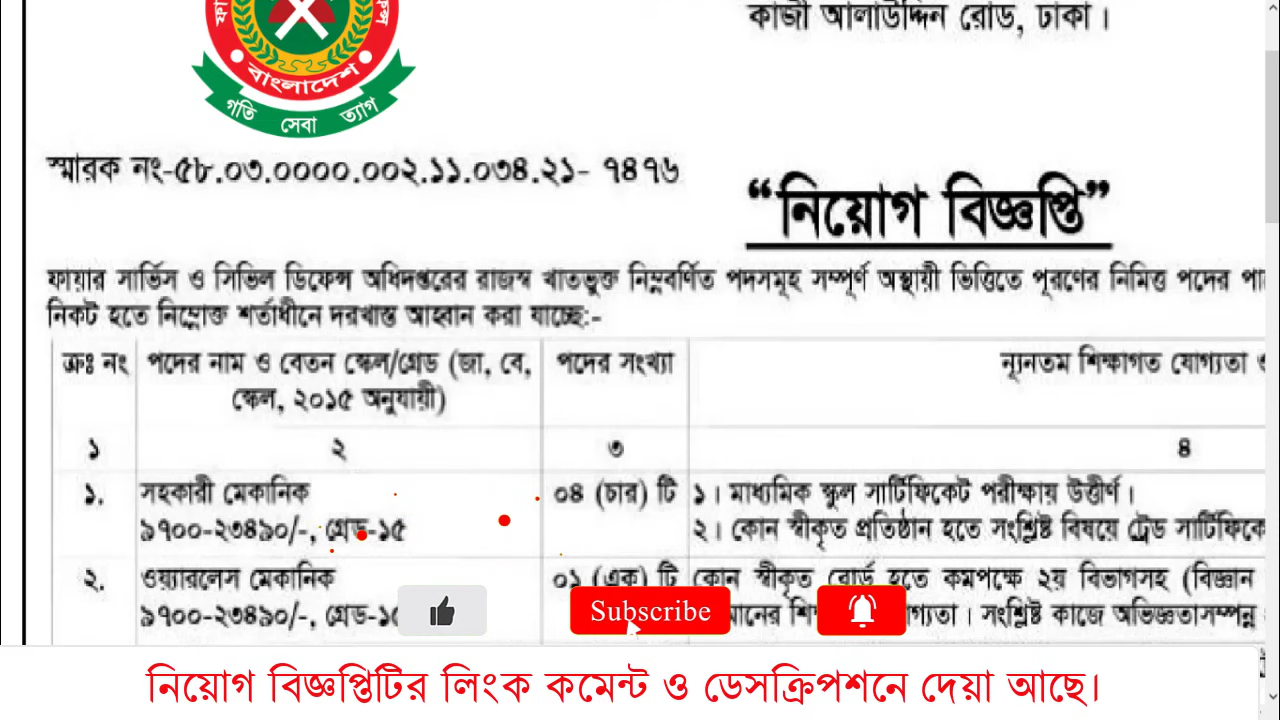 কাজী আলাউদ্দিন রোড, ঢাকা।
বাংলাদেশ
গতি সেবা ত্যাগ
স্মারক নং-৫৮.০৩.০০০০.০০২.১১.০৩৪.২১- ৭৪৭৬
“নিয়োগ বিজ্ঞপ্তি”
ফায়ার সার্ভিস ও সিভিল ডিফেন্স অধিদপ্তরের রাজস্ব খাতভুক্ত নিম্নবর্ণিত পদসমূহ সম্পূর্ণ অস্থায়ী ভিত্তিতে পূরণের নিমিত্ত পদের
নিকট হতে নিম্নোক্ত শর্তাধীনে দরখাস্ত আহ্বান করা যাচ্ছে:-
ক্রঃ নং পদের নাম ও বেতন স্কেল/গ্রেড (জা, বে, পদের সংখ্যা ন্যূনতম শিক্ষাগত যোগ্যতা
স্কেল, ২০১৫ অনুযায়ী)
১ ২ ৩ ৪
১. সহকারী মেকানিক ০৪ (চার) টি ১। মাধ্যমিক স্কুল সার্টিফিকেট পরীক্ষায় উত্তীর্ণ।
৯৭০০-২৩৪৯০/-, গ্রেড-১৫ ২। কোন স্বীকৃত প্রতিষ্ঠান হতে সংশ্লিষ্ট বিষয়ে ট্রেড সার্টিফিকে
২. ওয়্যারলেস মেকানিক ০১ (এক) টি কোন স্বীকৃত বোর্ড হতে কমপক্ষে ২য় বিভাগসহ (বিজ্ঞান
৯৭০০-২৩৪৯০/-, গ্রেড-১৫ মানের যোগ্যতা। সংশ্লিষ্ট কাজে অভিজ্ঞতাসম্পন্ন
Subscribe
নিয়োগ বিজ্ঞপ্তিটির লিংক কমেন্ট ও ডেসক্রিপশনে দেয়া আছে।